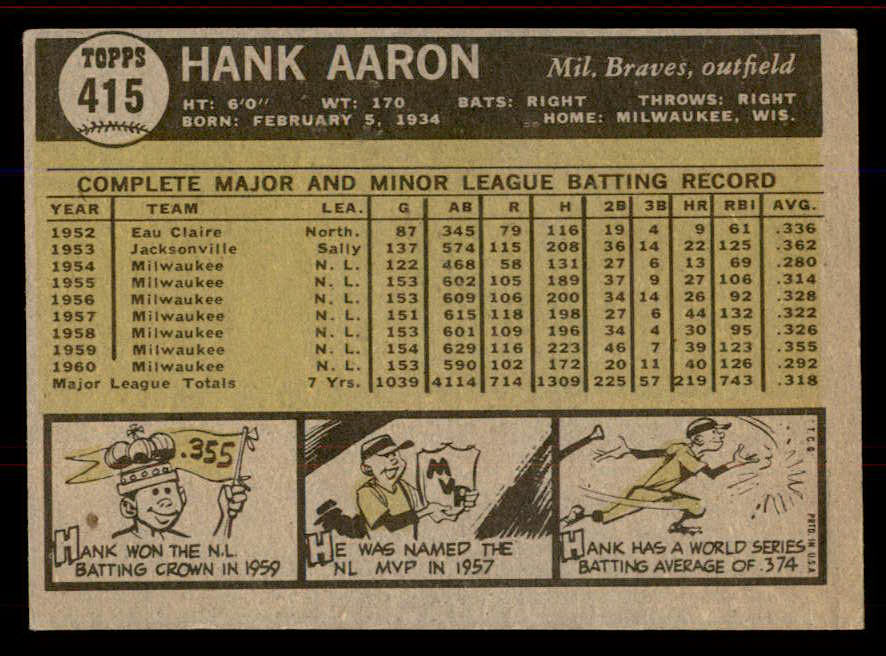 TOPPS
415
HANK AARON Mil. Braves, outfield
HT: 6'0" WT: 170 BATS: RIGHT THROWS: RIGHT
BORN: FEBRUARY 5, 1934 HOME: MILWAUKEE, WIS.
COMPLETE MAJOR AND MINOR LEAGUE BATTING RECORD
YEAR TEAM LEA. G AB R H 2B 3B HR RBI AVG.
1952 Eau Claire North. 87 345 79 116 19 4 9 61 .336
1953 Jacksonville Sally 137 574 115 208 36 14 22 125 .362
1954 Milwaukee N. L. 122 468 58 131 27 6 13 69 .280
1955 Milwaukee N. L. 153 602 105 189 37 9 27 106 .314
1956 Milwaukee N. L. 153 609 106 200 34 14 26 92 .328
1957 Milwaukee N. L. 151 615 118 198 27 6 44 132 .322
1958 Milwaukee N. L. 153 601 109 196 34 4 30 95 .326
1959 Milwaukee N. L. 154 629 116 223 46 7 39 123 .355
1960 Milwaukee N. L. 153 590 102 172 20 11 40 126 .292
Major League Totals 7 Yrs. 1039 4114 714 1309 225 57 219 743 .318
.355
HANK WON THE N.L.
BATTING CROWN IN 1959
MVP
HE WAS NAMED THE
NL MVP IN 1957
HANK HAS A WORLD SERIES
BATTING AVERAGE OF .374
T.C.G. PRTD. IN U.S.A.